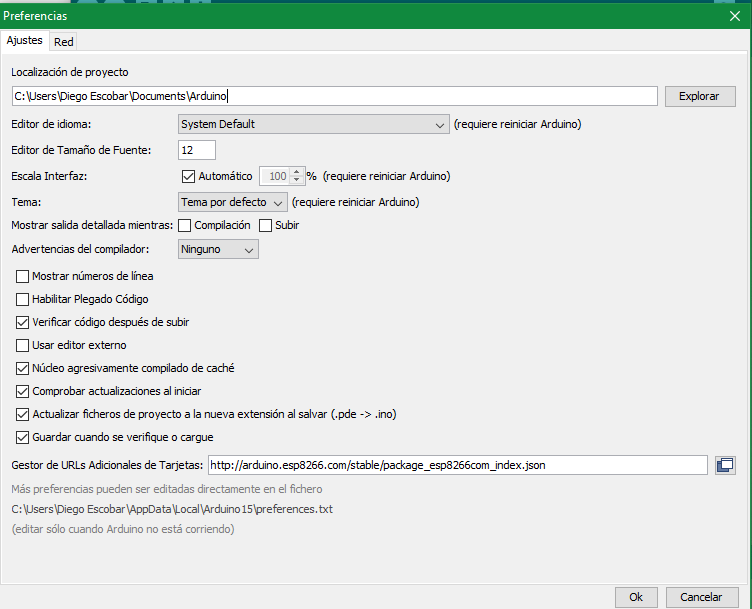 Preferencias
Ajustes Red
Localización de proyecto
C:\Users\Diego Escobar\Documents\Arduino Explorar
Editor de idioma: System Default (requiere reiniciar Arduino)
Editor de Tamaño de Fuente: 12
Escala Interfaz: Automático 100 % (requiere reiniciar Arduino)
Tema: Tema por defecto (requiere reiniciar Arduino)
Mostrar salida detallada mientras: Compilación Subir
Advertencias del compilador: Ninguno
Mostrar números de línea
Habilitar Plegado Código
Verificar código después de subir
Usar editor externo
Núcleo agresivamente compilado de caché
Comprobar actualizaciones al iniciar
Actualizar ficheros de proyecto a la nueva extensión al salvar (.pde -> .ino)
Guardar cuando se verifique o cargue
Gestor de URLs Adicionales de Tarjetas: http://arduino.esp8266.com/stable/package_esp8266com_index.json
Más preferencias pueden ser editadas directamente en el fichero
C:\Users\Diego Escobar\AppData\Local\Arduino15\preferences.txt
(editar sólo cuando Arduino no está corriendo)
Ok Cancelar